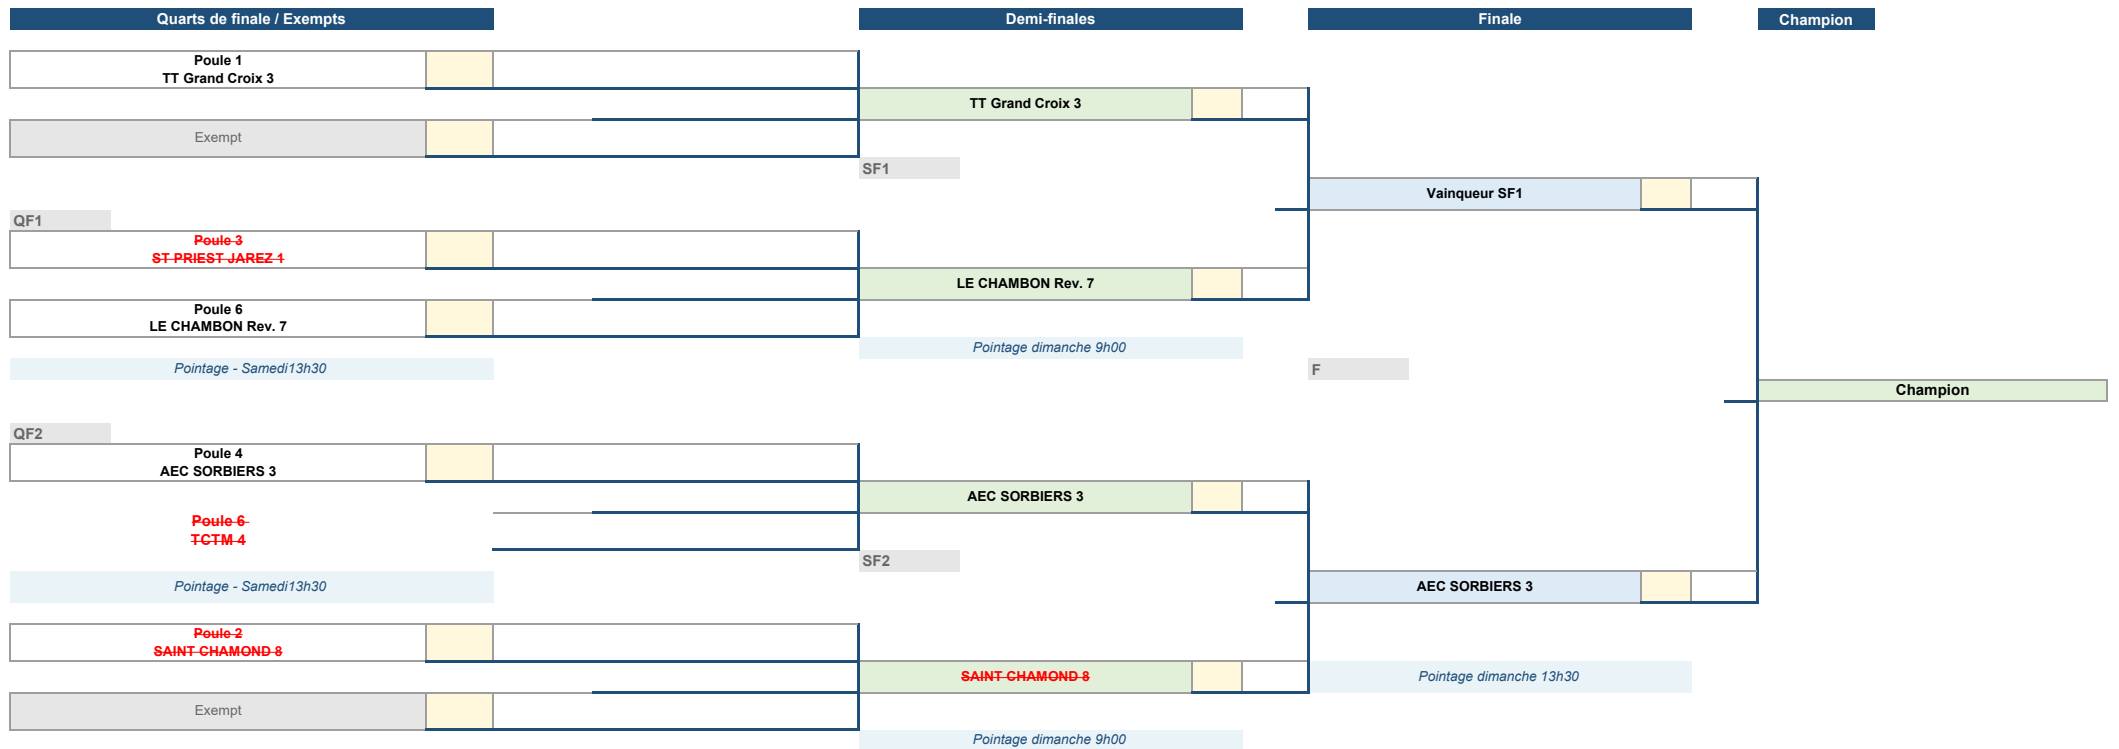 Quarts de finale / Exempts
Demi-finales
Finale
Champion
Poule 1
TT Grand Croix 3
TT Grand Croix 3
Exempt
SF1
Vainqueur SF1
QF1
Poule 3
ST PRIEST JAREZ 1
LE CHAMBON Rev. 7
Poule 6
LE CHAMBON Rev. 7
Pointage dimanche 9h00
Pointage - Samedi13h30
F
Champion
QF2
Poule 4
AEC SORBIERS 3
AEC SORBIERS 3
Poule 6
TCTM 4
SF2
Pointage - Samedi13h30
AEC SORBIERS 3
Poule 2
SAINT CHAMOND 8
SAINT CHAMOND 8
Pointage dimanche 13h30
Exempt
Pointage dimanche 9h00